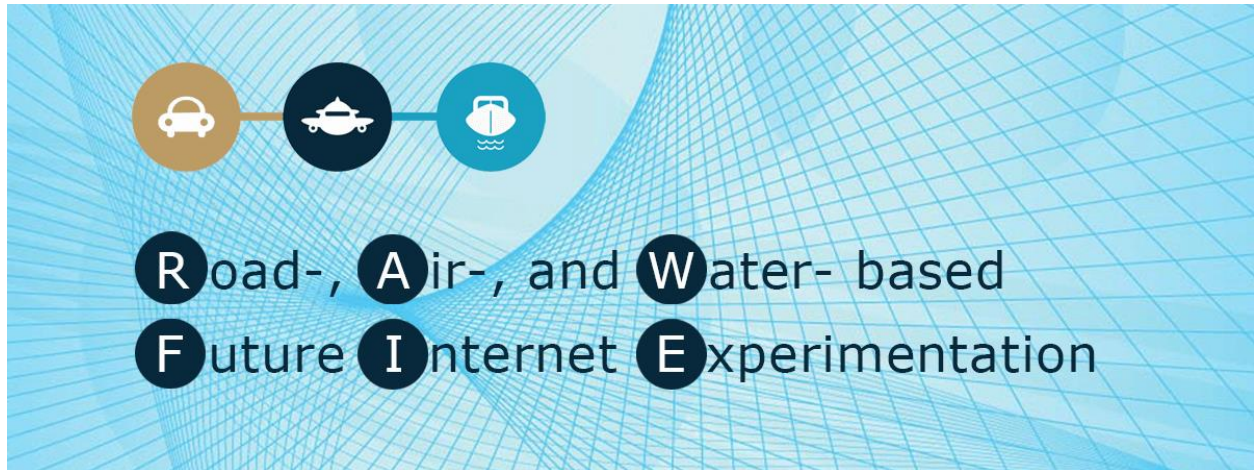 Road-, Air-, and Water- based
Future Internet Experimentation